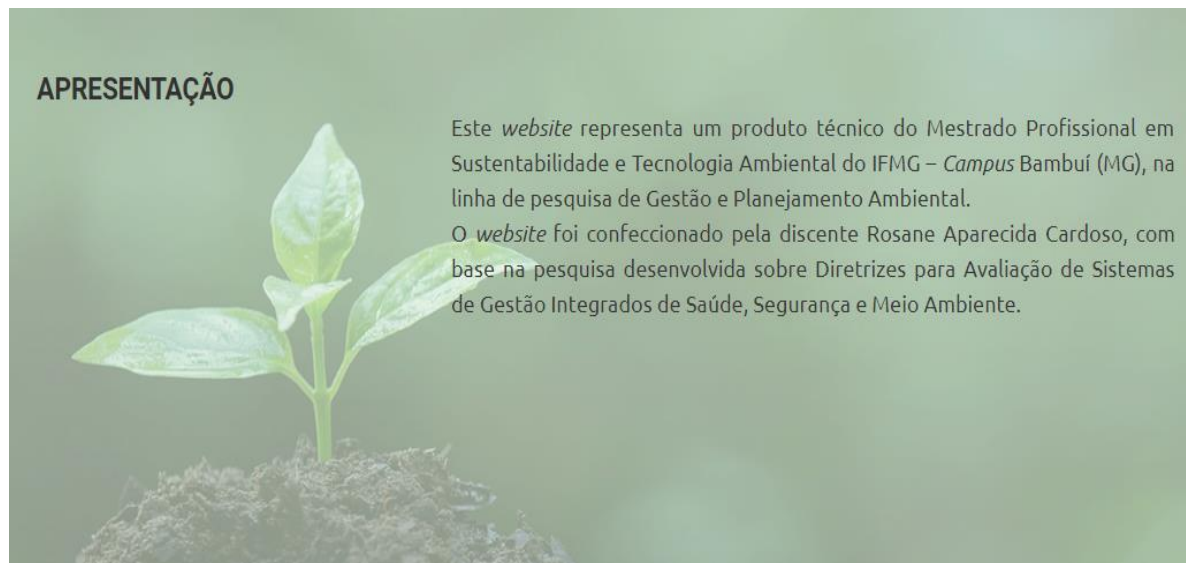 APRESENTAÇÃO
Este website representa um produto técnico do Mestrado Profissional em
Sustentabilidade e Tecnologia Ambiental do IFMG – Campus Bambuí (MG), na
linha de pesquisa de Gestão e Planejamento Ambiental.
O website foi confeccionado pela discente Rosane Aparecida Cardoso, com
base na pesquisa desenvolvida sobre Diretrizes para Avaliação de Sistemas
de Gestão Integrados de Saúde, Segurança e Meio Ambiente.